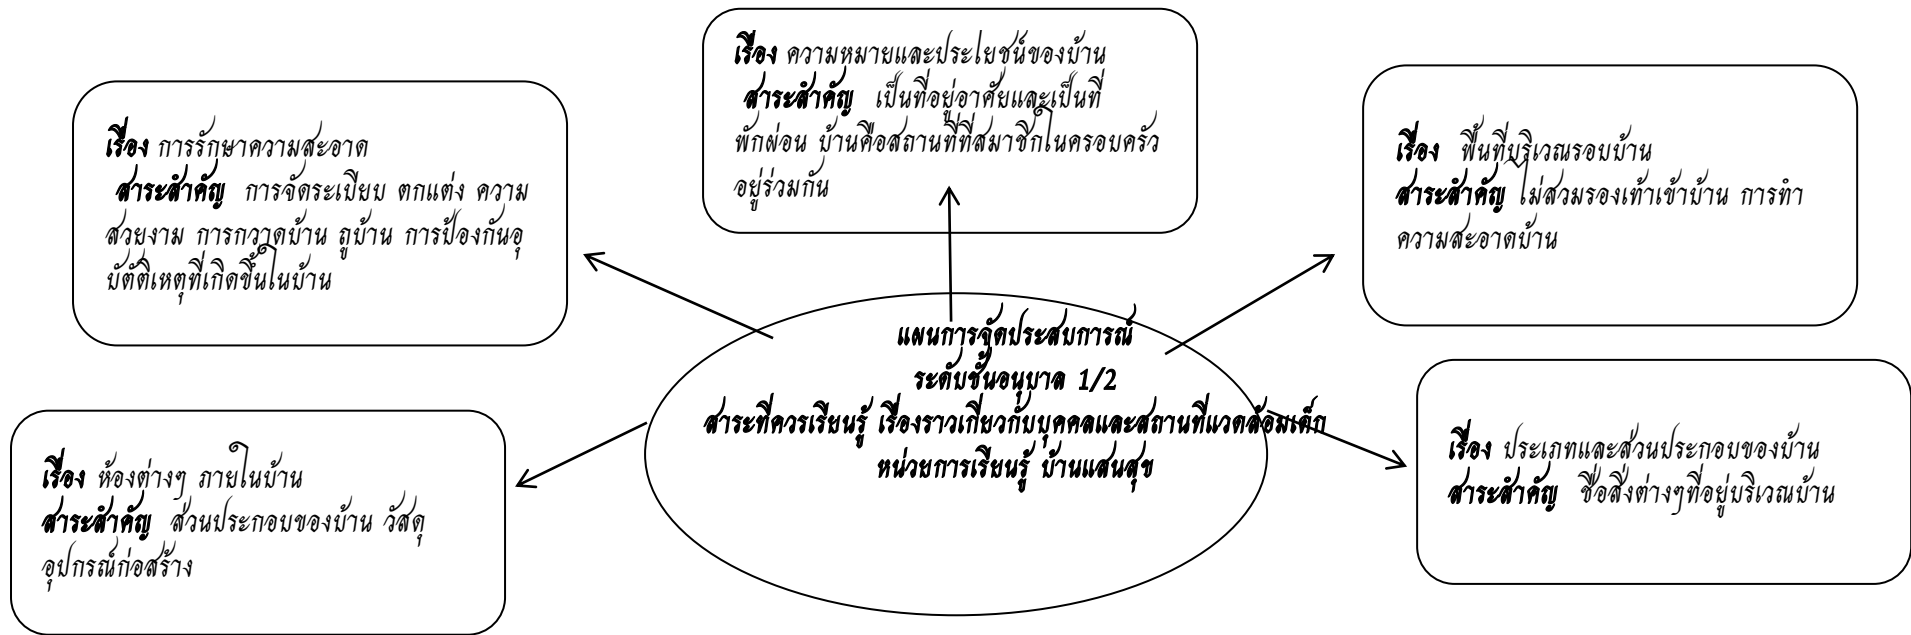 เรื่อง ความหมายและประโยชน์ของบ้าน
สาระสำคัญ เป็นที่อยู่อาศัยและเป็นที่
พักผ่อน บ้านคือสถานที่ที่สมาชิกในครอบครัว
อยู่ร่วมกัน
เรื่อง การรักษาความสะอาด
สาระสำคัญ การจัดระเบียบ ตกแต่ง ความ
สวยงาม การกวาดบ้าน ถูบ้าน การป้องกันอุ
บัตัติเหตุที่เกิดขึ้นในบ้าน
เรื่อง พื้นที่บริเวณรอบบ้าน
สาระสำคัญ ไม่สวมรองเท้าเข้าบ้าน การทำ
ความสะอาดบ้าน
แผนการจัดประสบการณ์
ระดับชั้นอนุบาล 1/2
สาระที่ควรเรียนรู้ เรื่องราวเกี่ยวกับบุคคลและสถานที่แวดล้อมเด็ก
หน่วยการเรียนรู้ บ้านแสนสุข
เรื่อง ห้องต่างๆ ภายในบ้าน
สาระสำคัญ ส่วนประกอบของบ้าน วัสดุ
อุปกรณ์ก่อสร้าง
เรื่อง ประเภทและส่วนประกอบของบ้าน
สาระสำคัญ ชื่อสิ่งต่างๆที่อยู่บริเวณบ้าน